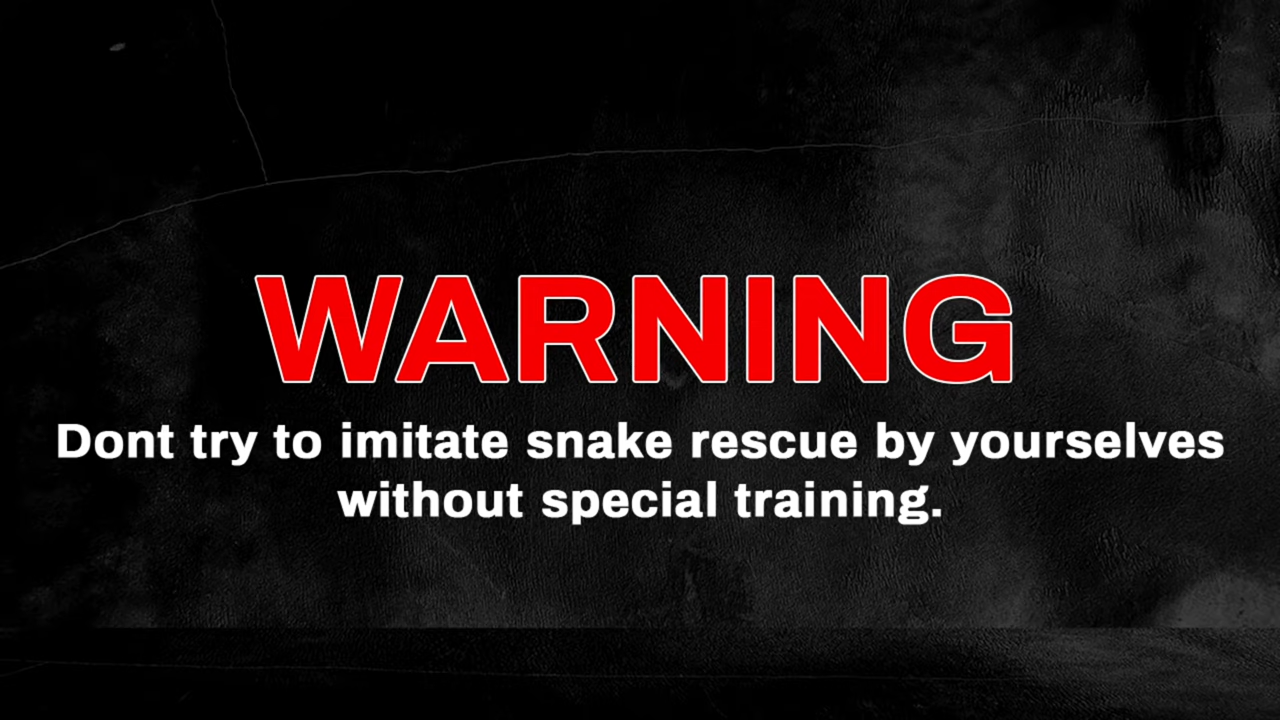 WARNING
Dont try to imitate snake rescue by yourselves
without special training.